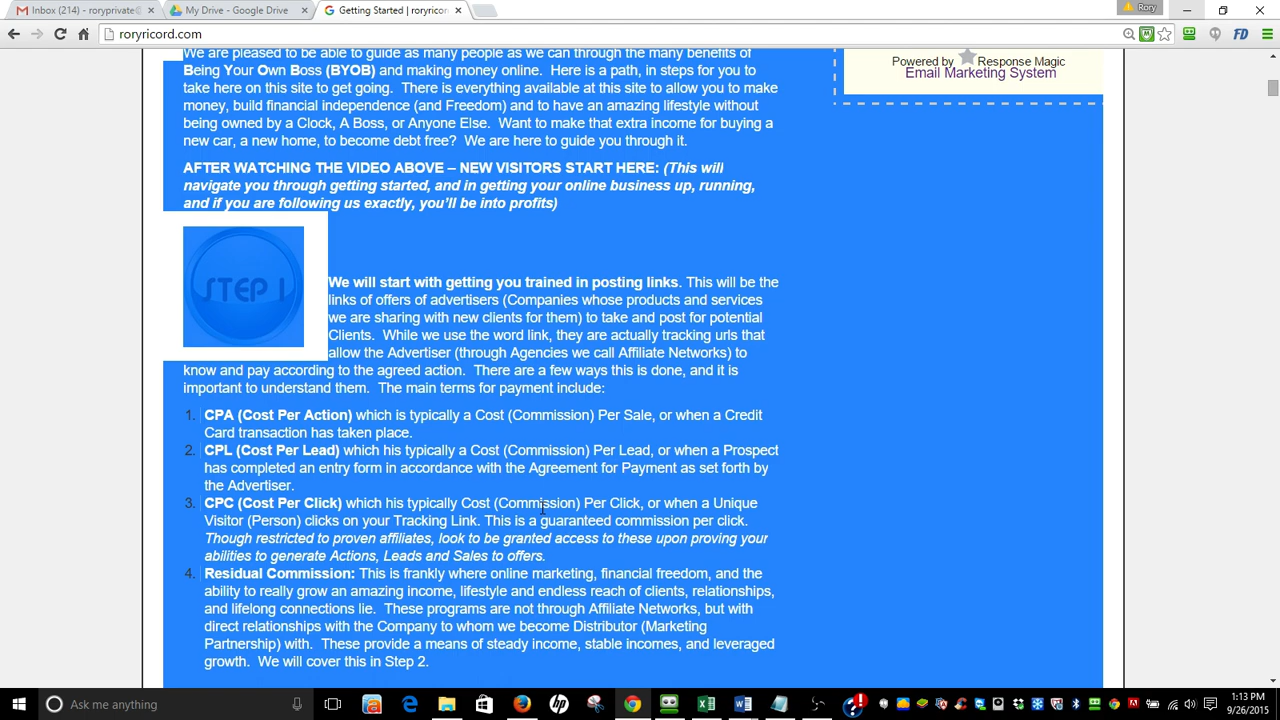 Inbox (214) - roryprivate@
My Drive - Google Drive
Getting Started | roryricor
Rory
roryricord.com
We are pleased to be able to guide as many people as we can through the many benefits of
Being Your Own Boss (BYOB) and making money online. Here is a path, in steps for you to
take here on this site to get going. There is everything available at this site to allow you to make
money, build financial independence (and Freedom) and to have an amazing lifestyle without
being owned by a Clock, A Boss, or Anyone Else. Want to make that extra income for buying a
new car, a new home, to become debt free? We are here to guide you through it.
Powered by Response Magic
Email Marketing System
AFTER WATCHING THE VIDEO ABOVE – NEW VISITORS START HERE: (This will
navigate you through getting started, and in getting your online business up, running,
and if you are following us exactly, you'll be into profits)
STEP 1
We will start with getting you trained in posting links. This will be the
links of offers of advertisers (Companies whose products and services
we are sharing with new clients for them) to take and post for potential
Clients. While we use the word link, they are actually tracking urls that
allow the Advertiser (through Agencies we call Affiliate Networks) to
know and pay according to the agreed action. There are a few ways this is done, and it is
important to understand them. The main terms for payment include:
1. CPA (Cost Per Action) which is typically a Cost (Commission) Per Sale, or when a Credit
Card transaction has taken place.
2. CPL (Cost Per Lead) which his typically a Cost (Commission) Per Lead, or when a Prospect
has completed an entry form in accordance with the Agreement for Payment as set forth by
the Advertiser.
3. CPC (Cost Per Click) which his typically Cost (Commission) Per Click, or when a Unique
Visitor (Person) clicks on your Tracking Link. This is a guaranteed commission per click.
Though restricted to proven affiliates, look to be granted access to these upon proving your
abilities to generate Actions, Leads and Sales to offers.
4. Residual Commission: This is frankly where online marketing, financial freedom, and the
ability to really grow an amazing income, lifestyle and endless reach of clients, relationships,
and lifelong connections lie. These programs are not through Affiliate Networks, but with
direct relationships with the Company to whom we become Distributor (Marketing
Partnership) with. These provide a means of steady income, stable incomes, and leveraged
growth. We will cover this in Step 2.
Ask me anything
1:13 PM
9/26/2015